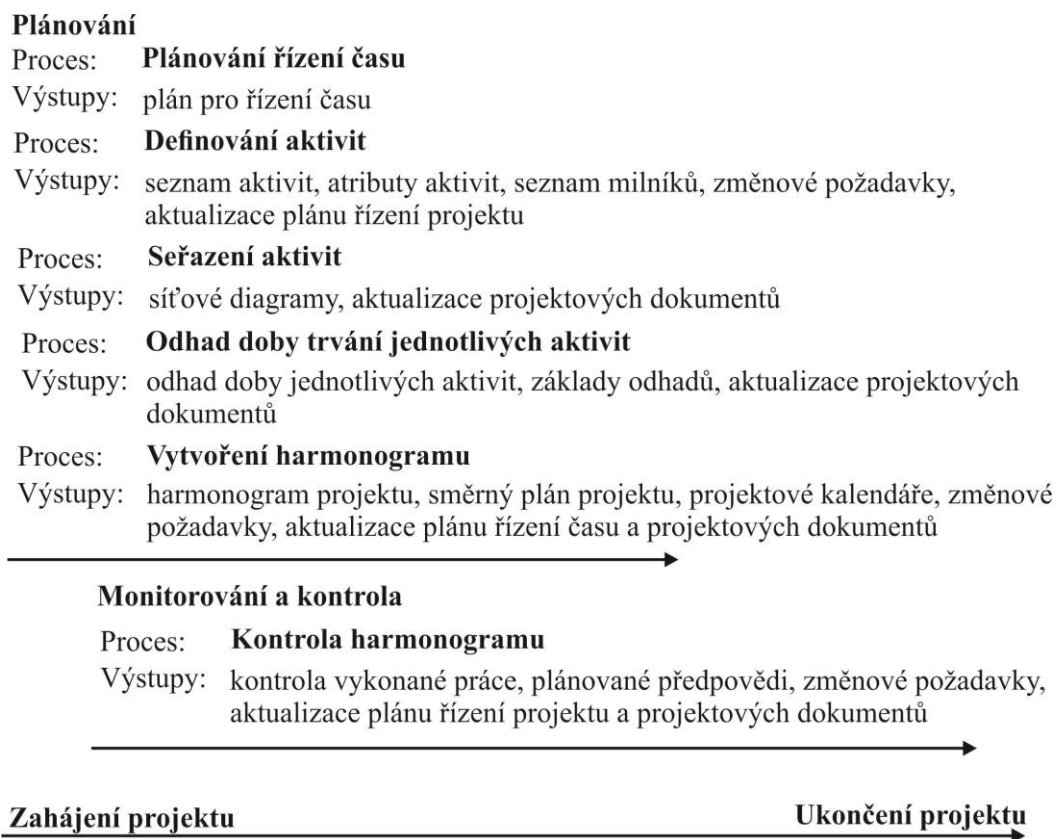 Plánování
Proces: Plánování řízení času
Výstupy: plán pro řízení času
Proces: Definování aktivit
Výstupy: seznam aktivit, atributy aktivit, seznam milníků, změnové požadavky,
aktualizace plánu řízení projektu
Proces: Seřazení aktivit
Výstupy: síťové diagramy, aktualizace projektových dokumentů
Proces: Odhad doby trvání jednotlivých aktivit
Výstupy: odhad doby jednotlivých aktivit, základy odhadů, aktualizace projektových
dokumentů
Proces: Vytvoření harmonogramu
Výstupy: harmonogram projektu, směrný plán projektu, projektové kalendáře, změnové
požadavky, aktualizace plánu řízení času a projektových dokumentů
Monitorování a kontrola
Proces: Kontrola harmonogramu
Výstupy: kontrola vykonané práce, plánované předpovědi, změnové požadavky,
aktualizace plánu řízení projektu a projektových dokumentů
Zahájení projektu Ukončení projektu